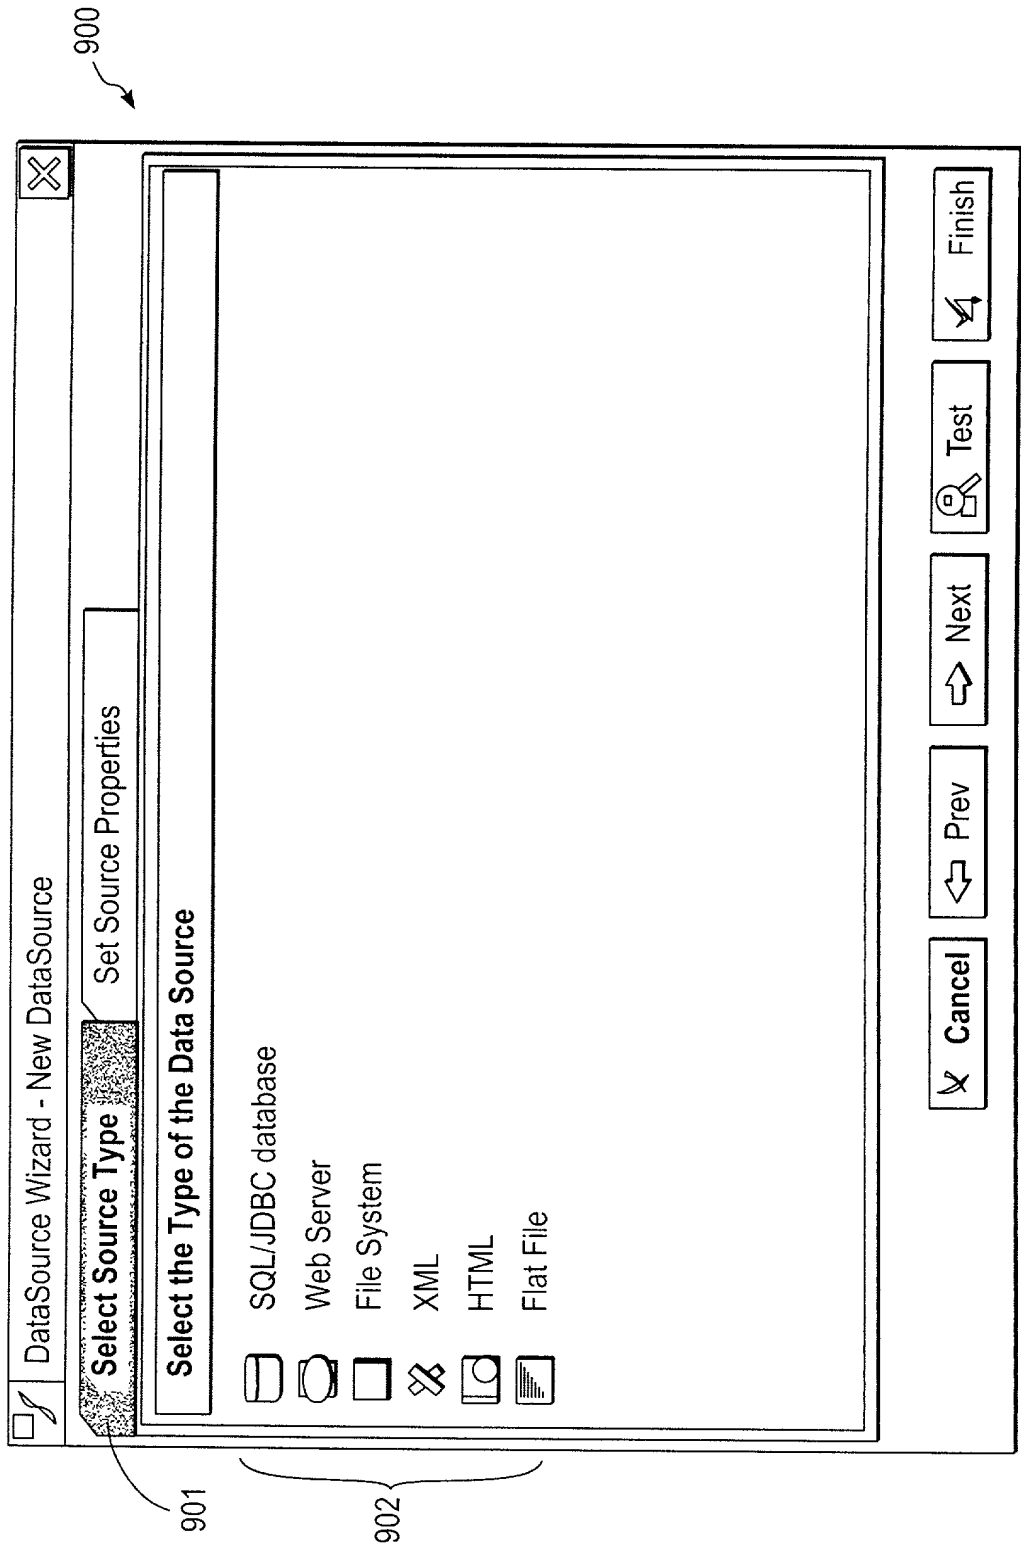 900
DataSource Wizard - New DataSource
Select Source Type
Set Source Properties
901
Select the Type of the Data Source
902
SQL/JDBC database
Web Server
File System
XML
HTML
Flat File
Cancel
Prev
Next
Test
Finish